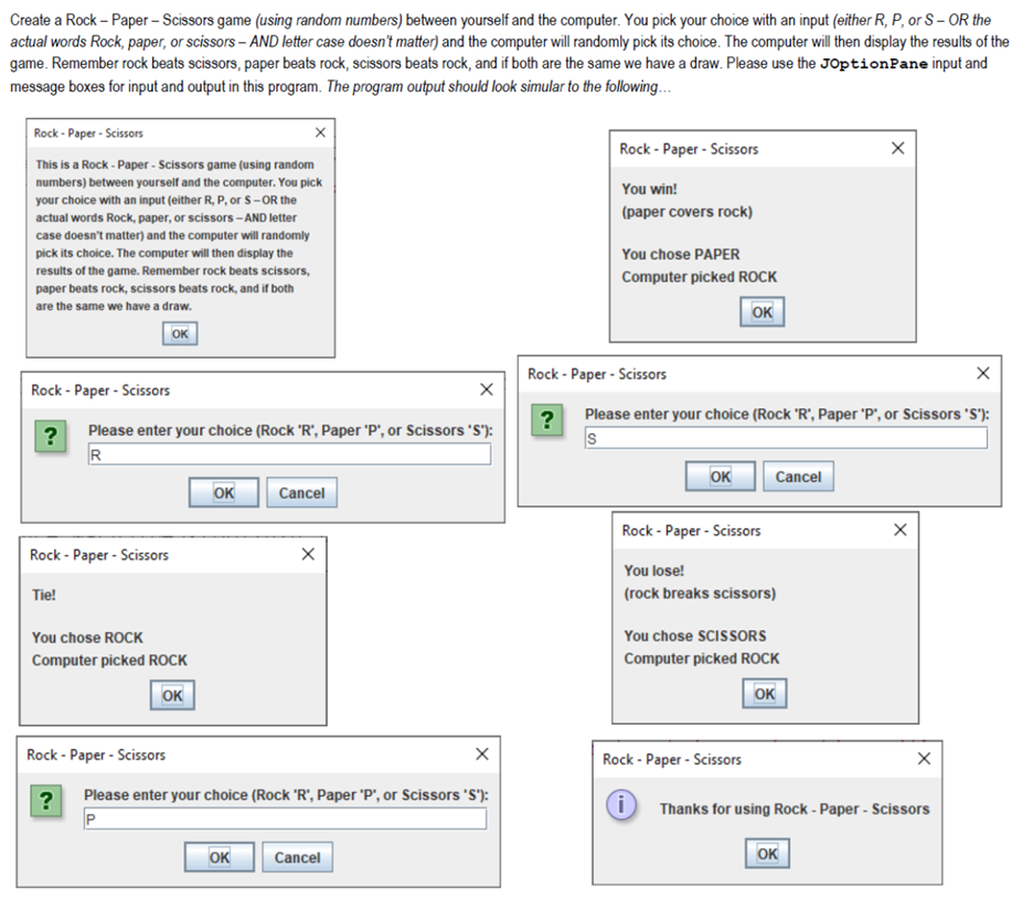 Create a Rock – Paper – Scissors game (using random numbers) between yourself and the computer. You pick your choice with an input (either R, P, or S – OR the
actual words Rock, paper, or scissors – AND letter case doesn't matter) and the computer will randomly pick its choice. The computer will then display the results of the
game. Remember rock beats scissors, paper beats rock, scissors beats rock, and if both are the same we have a draw. Please use the JOptionPane input and
message boxes for input and output in this program. The program output should look simular to the following…
Rock - Paper - Scissors
This is a Rock - Paper - Scissors game (using random
numbers) between yourself and the computer. You pick
your choice with an input (either R, P, or S – OR the
actual words Rock, paper, or scissors – AND letter
case doesn't matter) and the computer will randomly
pick its choice. The computer will then display the
results of the game. Remember rock beats scissors,
paper beats rock, scissors beats rock, and if both
are the same we have a draw.
OK
Rock - Paper - Scissors
You win!
(paper covers rock)
You chose PAPER
Computer picked ROCK
OK
Rock - Paper - Scissors
Please enter your choice (Rock 'R', Paper 'P', or Scissors 'S'):
R
OK Cancel
Rock - Paper - Scissors
Please enter your choice (Rock 'R', Paper 'P', or Scissors 'S'):
S
OK Cancel
Rock - Paper - Scissors
Tie!
You chose ROCK
Computer picked ROCK
OK
Rock - Paper - Scissors
You lose!
(rock breaks scissors)
You chose SCISSORS
Computer picked ROCK
OK
Rock - Paper - Scissors
Please enter your choice (Rock 'R', Paper 'P', or Scissors 'S'):
P
OK Cancel
Rock - Paper - Scissors
Thanks for using Rock - Paper - Scissors
OK